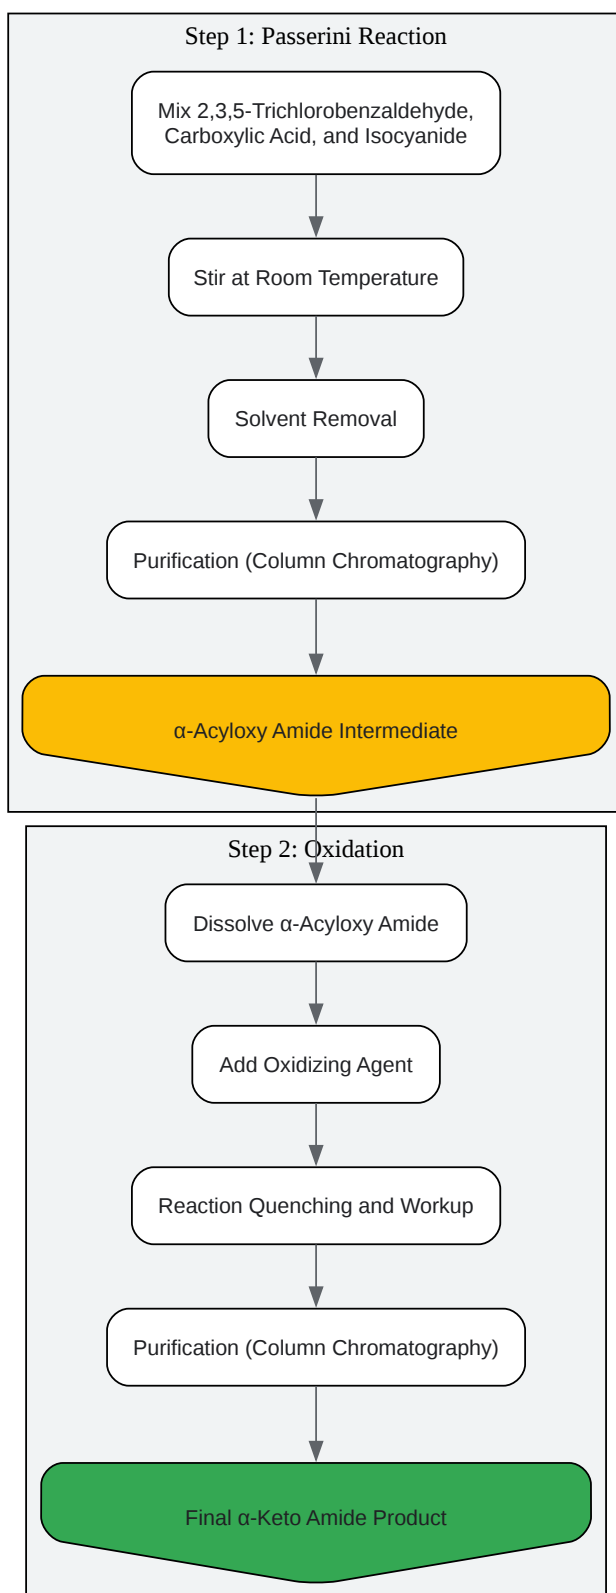 Step 1: Passerini Reaction
Mix 2,3,5-Trichlorobenzaldehyde,
Carboxylic Acid, and Isocyanide
Stir at Room Temperature
Solvent Removal
Purification (Column Chromatography)
α-Acyloxy Amide Intermediate
Step 2: Oxidation
Dissolve α-Acyloxy Amide
Add Oxidizing Agent
Reaction Quenching and Workup
Purification (Column Chromatography)
Final α-Keto Amide Product